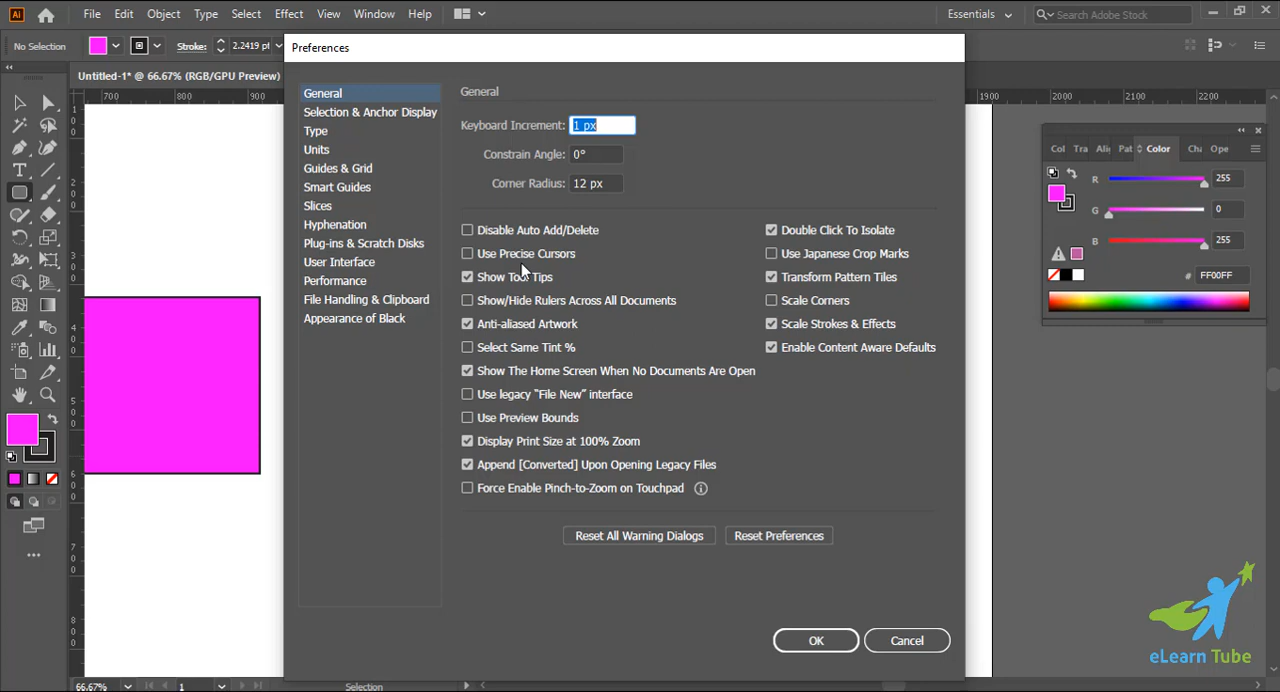 Ai File Edit Object Type Select Effect View Window Help Essentials Search Adobe Stock
No Selection Stroke: 2.2419 pt
Preferences
Untitled-1* @ 66.67% (RGB/GPU Preview)
700 800 900 1900 2000 2100 2200
General
Selection & Anchor Display
Type
Units
Guides & Grid
Smart Guides
Slices
Hyphenation
Plug-ins & Scratch Disks
User Interface
Performance
File Handling & Clipboard
Appearance of Black
General
Keyboard Increment: 1 px
Constrain Angle: 0°
Corner Radius: 12 px
Disable Auto Add/Delete
Use Precise Cursors
Show Tool Tips
Show/Hide Rulers Across All Documents
Anti-aliased Artwork
Select Same Tint %
Show The Home Screen When No Documents Are Open
Use legacy "File New" interface
Use Preview Bounds
Display Print Size at 100% Zoom
Append [Converted] Upon Opening Legacy Files
Force Enable Pinch-to-Zoom on Touchpad
Double Click To Isolate
Use Japanese Crop Marks
Transform Pattern Tiles
Scale Corners
Scale Strokes & Effects
Enable Content Aware Defaults
Reset All Warning Dialogs Reset Preferences
OK Cancel
Col Tra Ali Pat Color Cha Ope
R 255
G 0
B 255
# FF00FF
66.67% 1 Selection
eLearn Tube